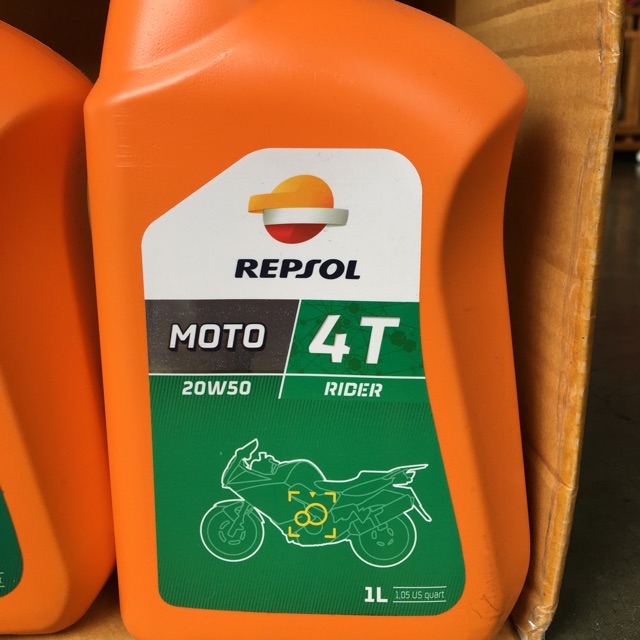 REPSOL
MOTO 4T
20W50 RIDER
1L 1,05 US quart